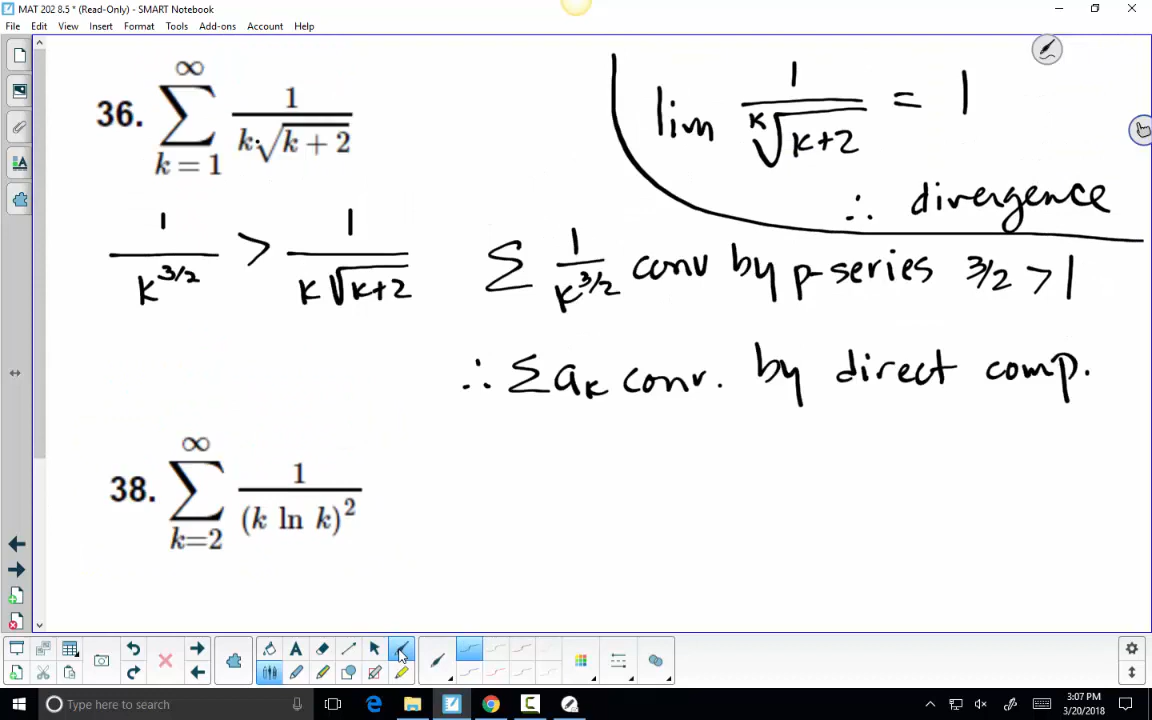 MAT 202 8.5 * (Read-Only) - SMART Notebook
File Edit View Insert Format Tools Add-ons Account Help
36. ∞ ∑ k = 1 1 / k·√(k + 2)
lim 1 / ᵏ√(k+2) = 1
∴ divergence
1 / k^3/2 > 1 / k√(k+2)
∑ 1 / k^3/2 conv by p-series 3/2 > 1
∴ ∑ aₖ conv. by direct comp.
38. ∞ ∑ k=2 1 / (k ln k)²
Type here to search
3:07 PM
3/20/2018